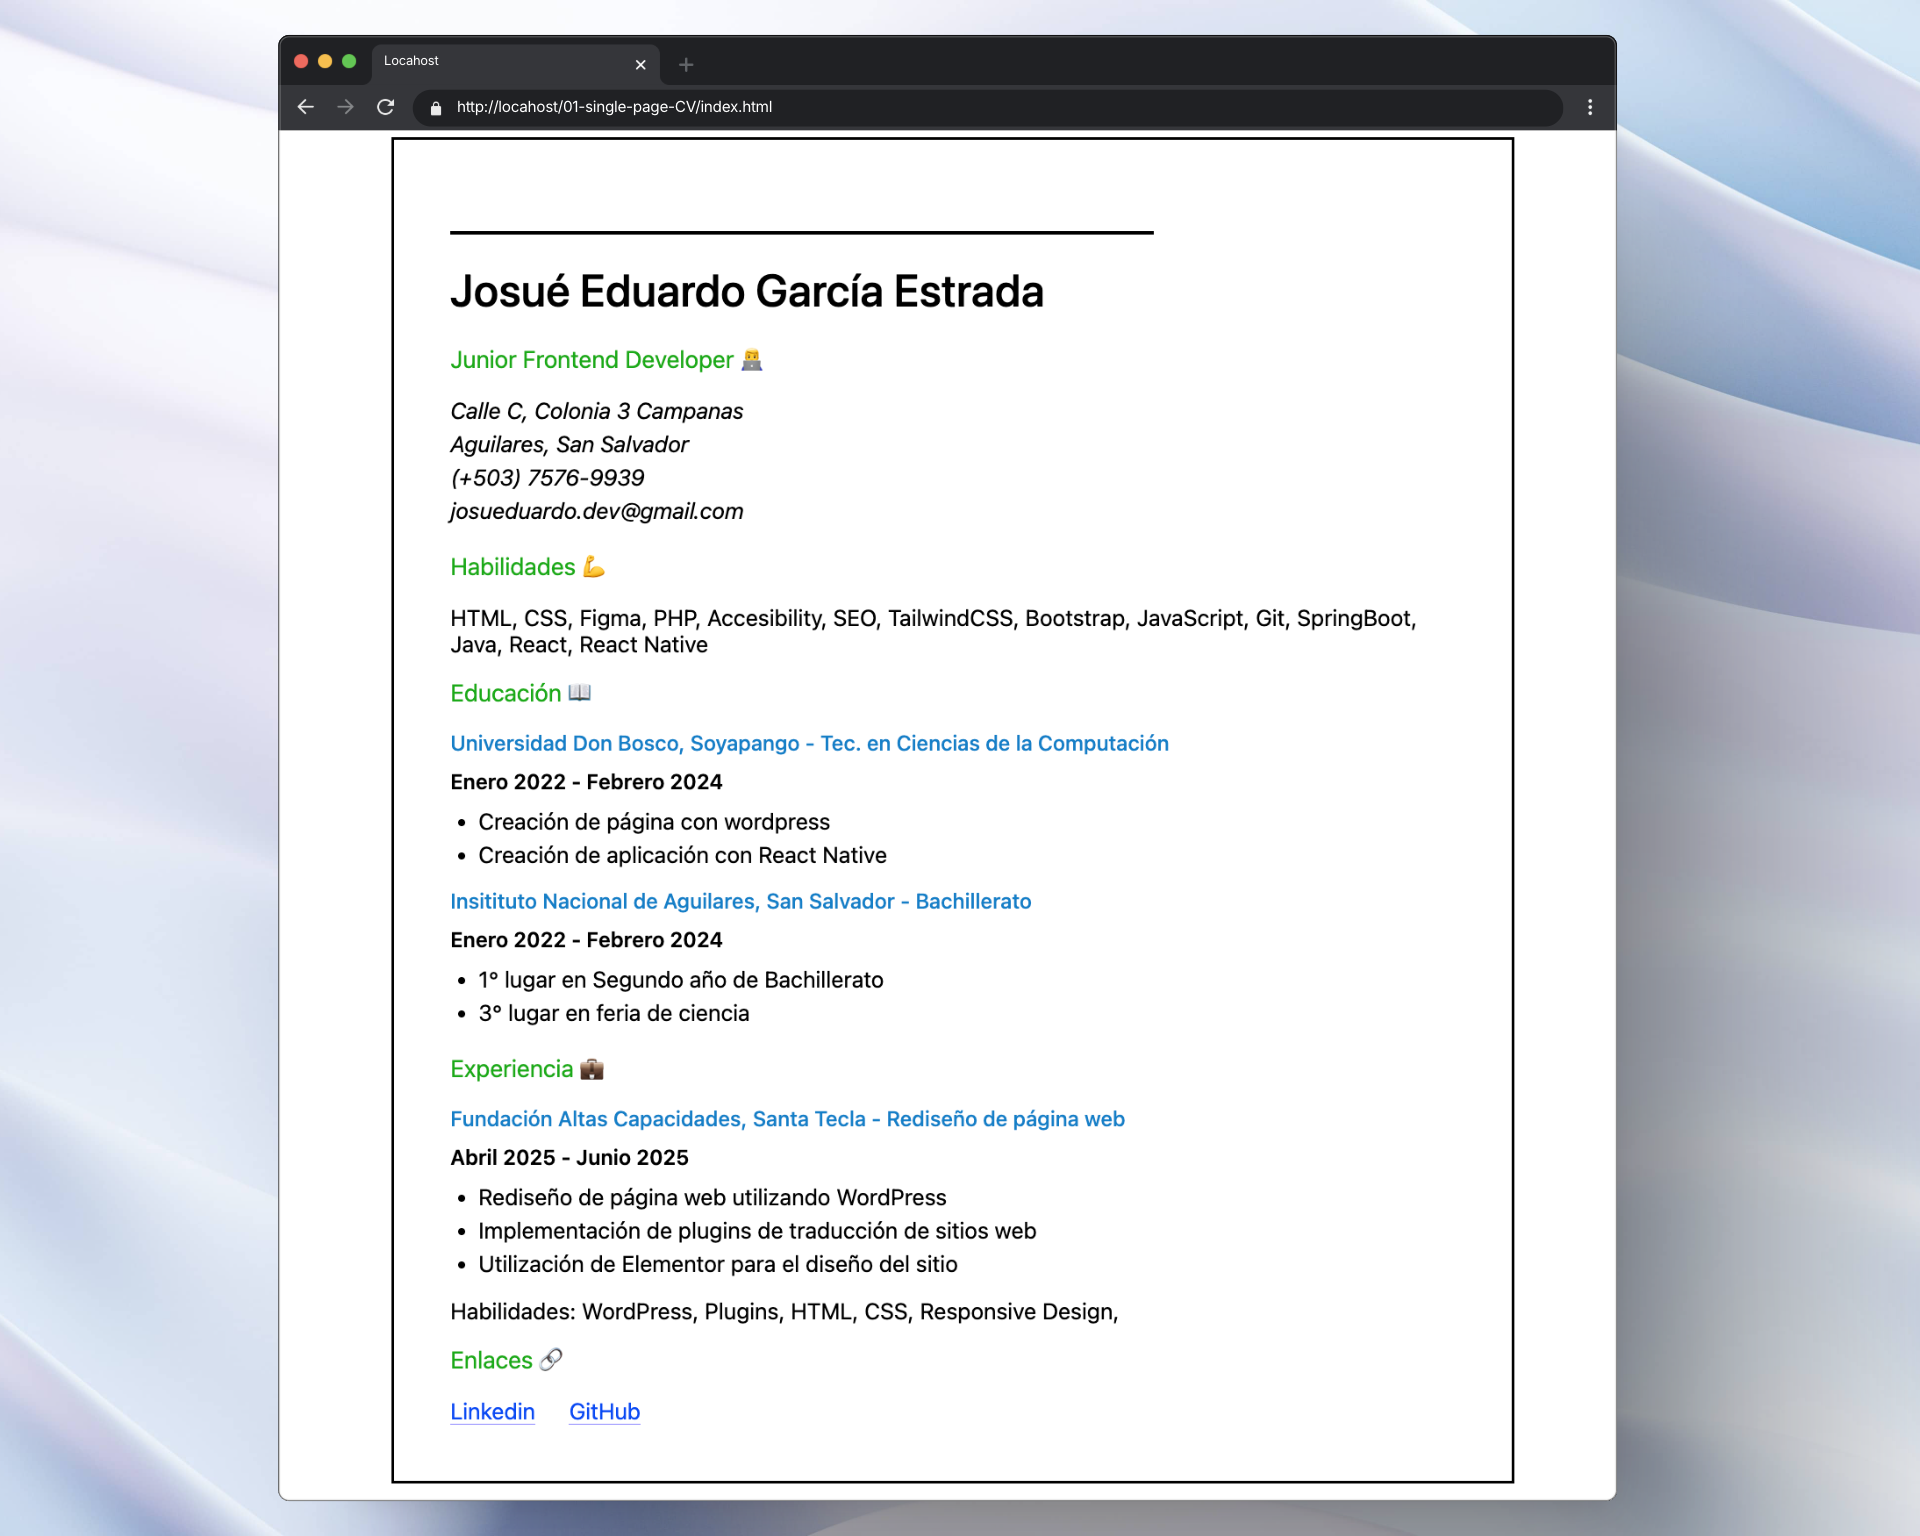 Locahost
http://locahost/01-single-page-CV/index.html
Josué Eduardo García Estrada
Junior Frontend Developer 👨‍💻
Calle C, Colonia 3 Campanas
Aguilares, San Salvador
(+503) 7576-9939
josueduardo.dev@gmail.com
Habilidades 💪
HTML, CSS, Figma, PHP, Accesibility, SEO, TailwindCSS, Bootstrap, JavaScript, Git, SpringBoot,
Java, React, React Native
Educación 📖
Universidad Don Bosco, Soyapango - Tec. en Ciencias de la Computación
Enero 2022 - Febrero 2024
• Creación de página con wordpress
• Creación de aplicación con React Native
Insitituto Nacional de Aguilares, San Salvador - Bachillerato
Enero 2022 - Febrero 2024
• 1° lugar en Segundo año de Bachillerato
• 3° lugar en feria de ciencia
Experiencia 💼
Fundación Altas Capacidades, Santa Tecla - Rediseño de página web
Abril 2025 - Junio 2025
• Rediseño de página web utilizando WordPress
• Implementación de plugins de traducción de sitios web
• Utilización de Elementor para el diseño del sitio
Habilidades: WordPress, Plugins, HTML, CSS, Responsive Design,
Enlaces 🔗
Linkedin GitHub